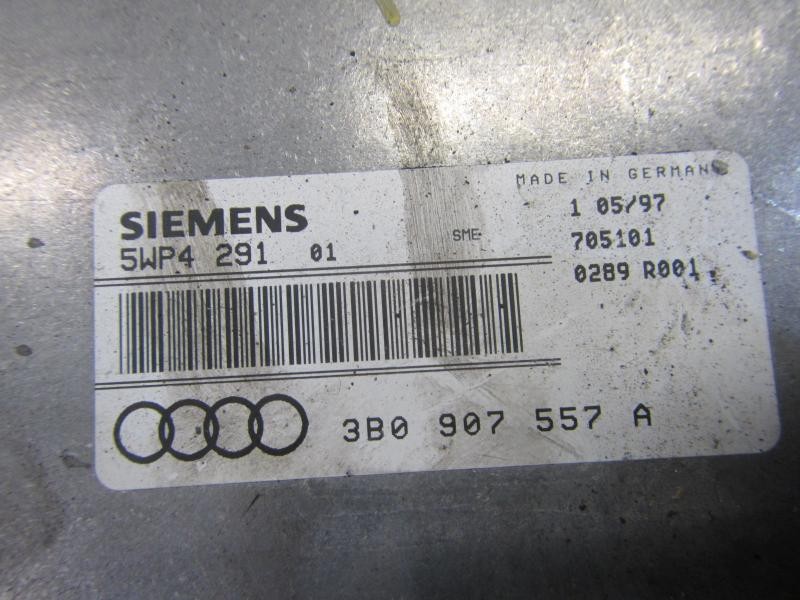 MADE IN GERMANY
SIEMENS
1 05/97
5WP4 291 01
SME
705101
0289 R001
3B0 907 557 A